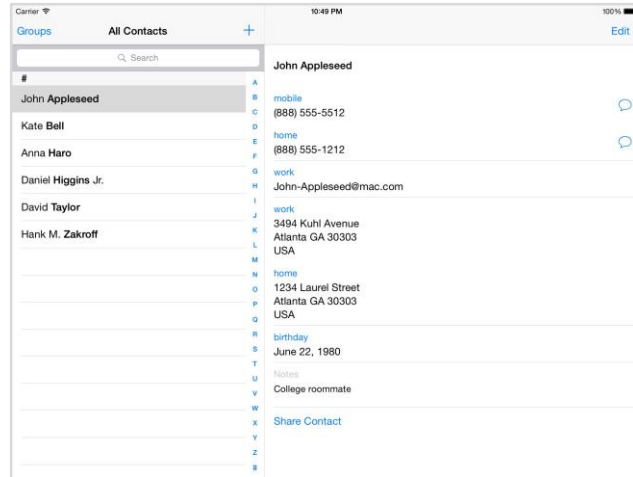 Carrier
10:49 PM
100%
Groups
All Contacts
+
Search
#
John Appleseed
Kate Bell
Anna Haro
Daniel Higgins Jr.
David Taylor
Hank M. Zakroff
A
B
C
D
E
F
G
H
I
J
K
L
M
N
O
P
Q
R
S
T
U
V
W
X
Y
Z
#
Edit
John Appleseed
mobile
(888) 555-5512
home
(888) 555-1212
work
John-Appleseed@mac.com
work
3494 Kuhl Avenue
Atlanta GA 30303
USA
home
1234 Laurel Street
Atlanta GA 30303
USA
birthday
June 22, 1980
Notes
College roommate
Share Contact